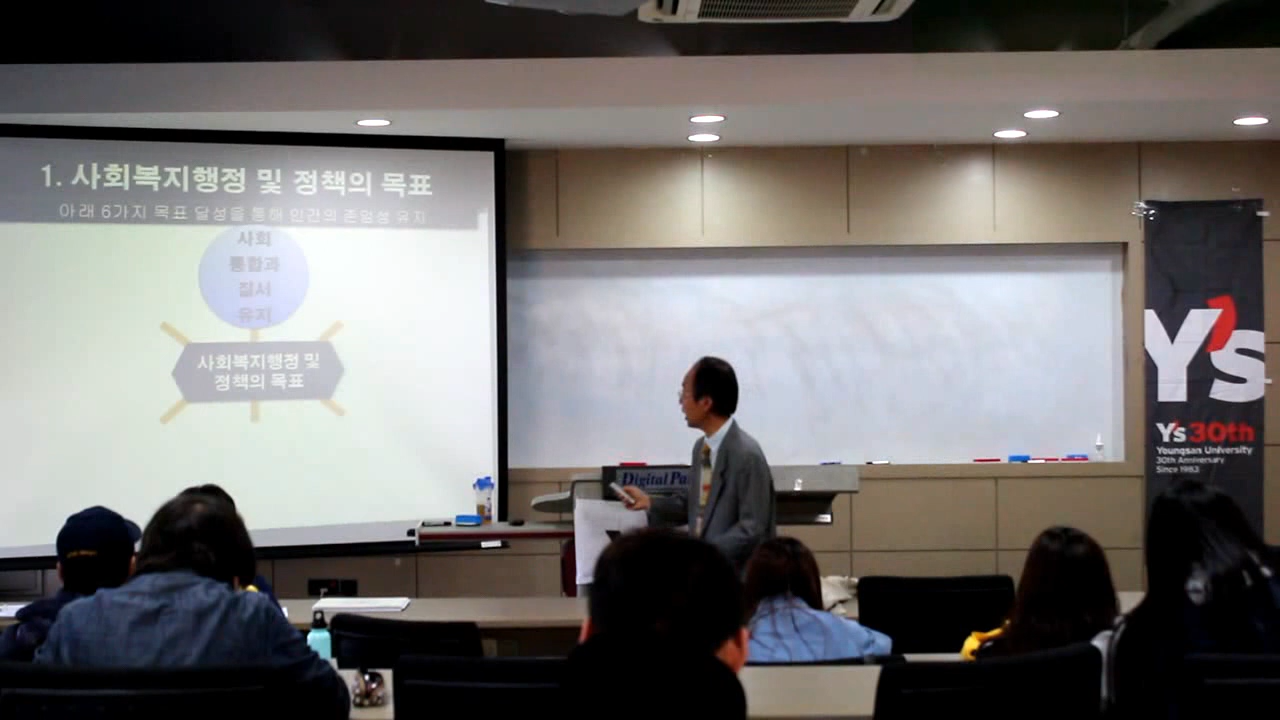 1. 사회복지행정 및 정책의 목표
아래 6가지 목표 달성을 통해 인간의 존엄성 유지
사회
통합과
질서
유지
사회복지행정 및
정책의 목표
Digital
Y's
Y's 30th
Youngsan University
30th Anniversary
Since 1983